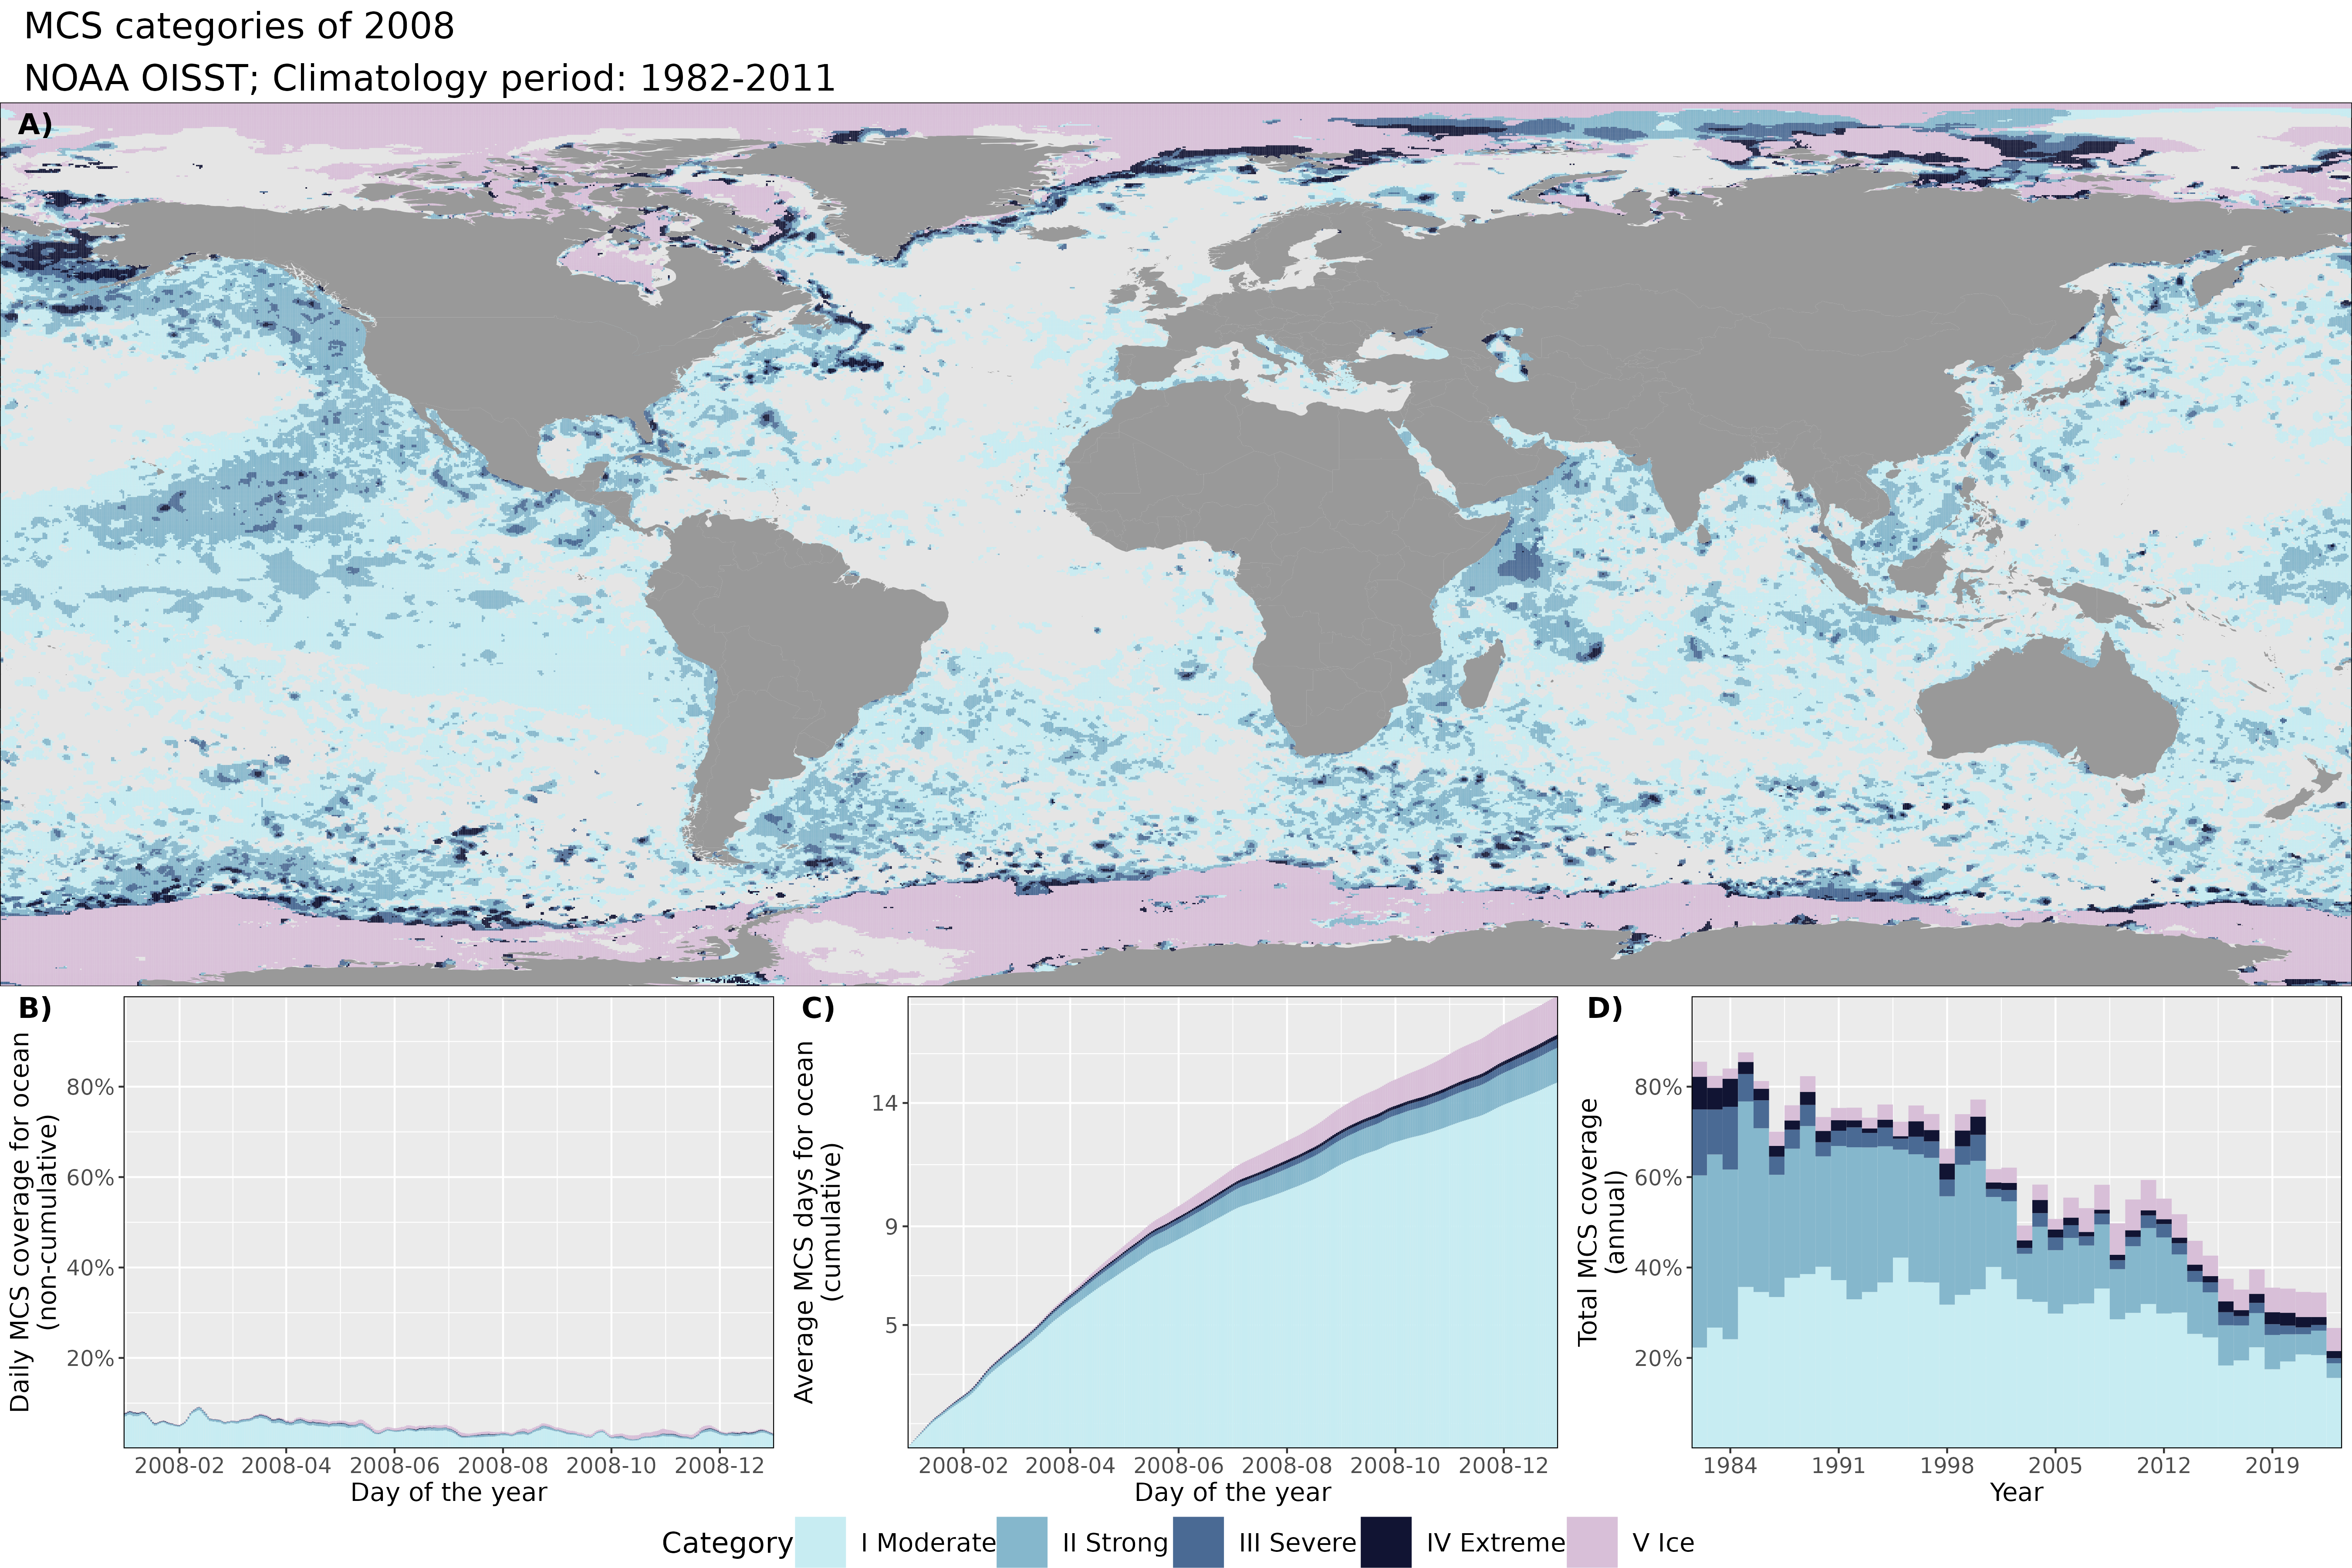 MCS categories of 2008
NOAA OISST; Climatology period: 1982-2011
A)
B)
Daily MCS coverage for ocean
(non-cumulative)
80%
60%
40%
20%
2008-02 2008-04 2008-06 2008-08 2008-10 2008-12
Day of the year
C)
Average MCS days for ocean
(cumulative)
14
9
5
2008-02 2008-04 2008-06 2008-08 2008-10 2008-12
Day of the year
D)
Total MCS coverage
(annual)
80%
60%
40%
20%
1984 1991 1998 2005 2012 2019
Year
Category I Moderate II Strong III Severe IV Extreme V Ice